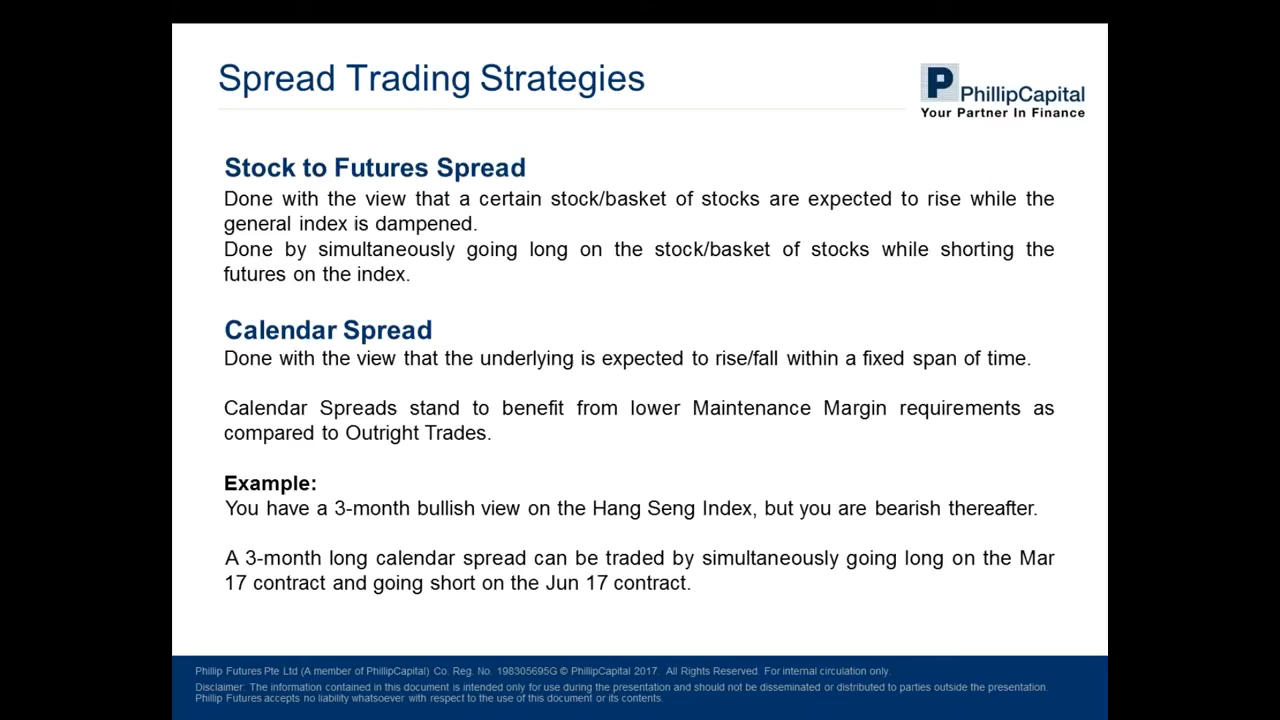 Spread Trading Strategies
P PhillipCapital
Your Partner In Finance
Stock to Futures Spread
Done with the view that a certain stock/basket of stocks are expected to rise while the
general index is dampened.
Done by simultaneously going long on the stock/basket of stocks while shorting the
futures on the index.
Calendar Spread
Done with the view that the underlying is expected to rise/fall within a fixed span of time.
Calendar Spreads stand to benefit from lower Maintenance Margin requirements as
compared to Outright Trades.
Example:
You have a 3-month bullish view on the Hang Seng Index, but you are bearish thereafter.
A 3-month long calendar spread can be traded by simultaneously going long on the Mar
17 contract and going short on the Jun 17 contract.
Phillip Futures Pte Ltd (A member of PhillipCapital) Co. Reg. No. 198305695G © PhillipCapital 2017. All Rights Reserved. For internal circulation only.
Disclaimer: The information contained in this document is intended only for use during the presentation and should not be disseminated or distributed to parties outside the presentation.
Phillip Futures accepts no liability whatsoever with respect to the use of this document or its contents.